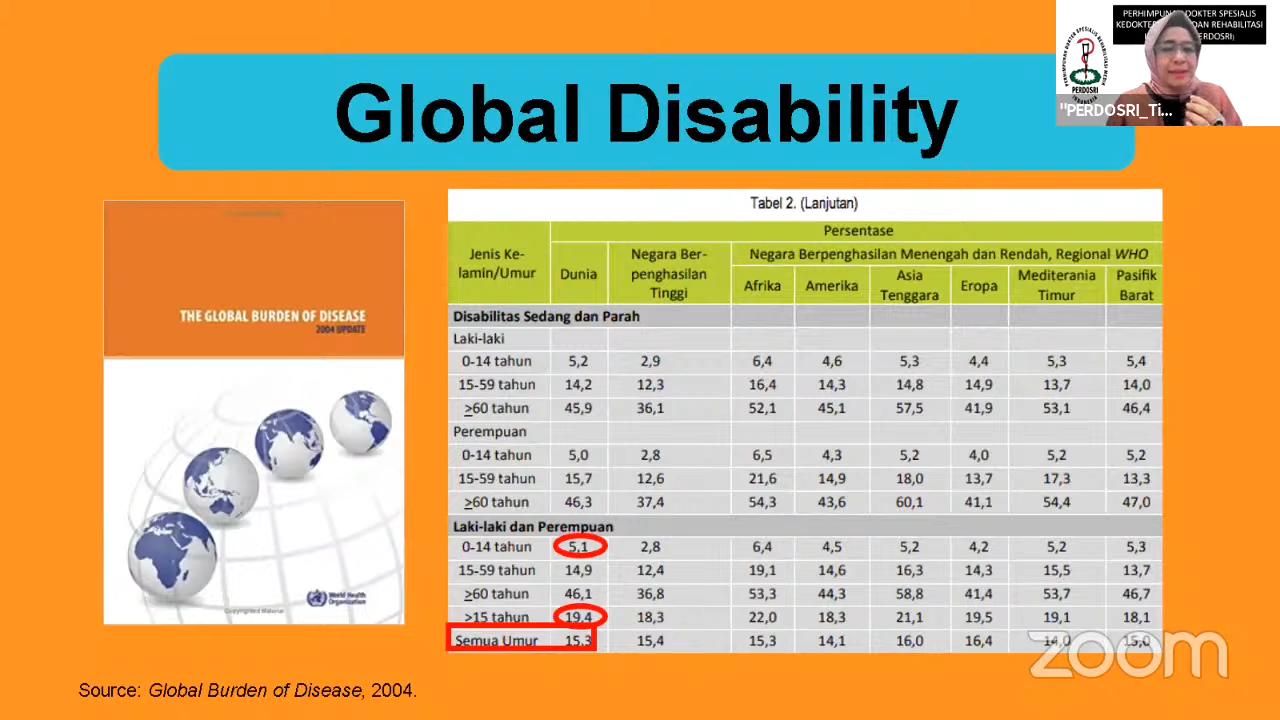 PERHIMPUNAN DOKTER SPESIALIS
KEDOKTER DAN REHABILITASI
PERDOSRI)
PERDOSRI
INDONESIA
"PERDOSRI_Ti...
Global Disability
THE GLOBAL BURDEN OF DISEASE
2004 UPDATE
World Health
Organization
Copyrighted Material
Tabel 2. (Lanjutan)
Jenis Ke-
lamin/Umur
Persentase
Dunia
Negara Ber-
penghasilan
Tinggi
Negara Berpenghasilan Menengah dan Rendah, Regional WHO
Afrika Amerika Asia Tenggara Eropa Mediterania Timur Pasifik Barat
Disabilitas Sedang dan Parah
Laki-laki
0-14 tahun 5,2 2,9 6,4 4,6 5,3 4,4 5,3 5,4
15-59 tahun 14,2 12,3 16,4 14,3 14,8 14,9 13,7 14,0
≥60 tahun 45,9 36,1 52,1 45,1 57,5 41,9 53,1 46,4
Perempuan
0-14 tahun 5,0 2,8 6,5 4,3 5,2 4,0 5,2 5,2
15-59 tahun 15,7 12,6 21,6 14,9 18,0 13,7 17,3 13,3
≥60 tahun 46,3 37,4 54,3 43,6 60,1 41,1 54,4 47,0
Laki-laki dan Perempuan
0-14 tahun 5,1 2,8 6,4 4,5 5,2 4,2 5,2 5,3
15-59 tahun 14,9 12,4 19,1 14,6 16,3 14,3 15,5 13,7
≥60 tahun 46,1 36,8 53,3 44,3 58,8 41,4 53,7 46,7
>15 tahun 19,4 18,3 22,0 18,3 21,1 19,5 19,1 18,1
Semua Umur 15,3 15,4 15,3 14,1 16,0 16,4 14,0 15,0
zoom
Source: Global Burden of Disease, 2004.